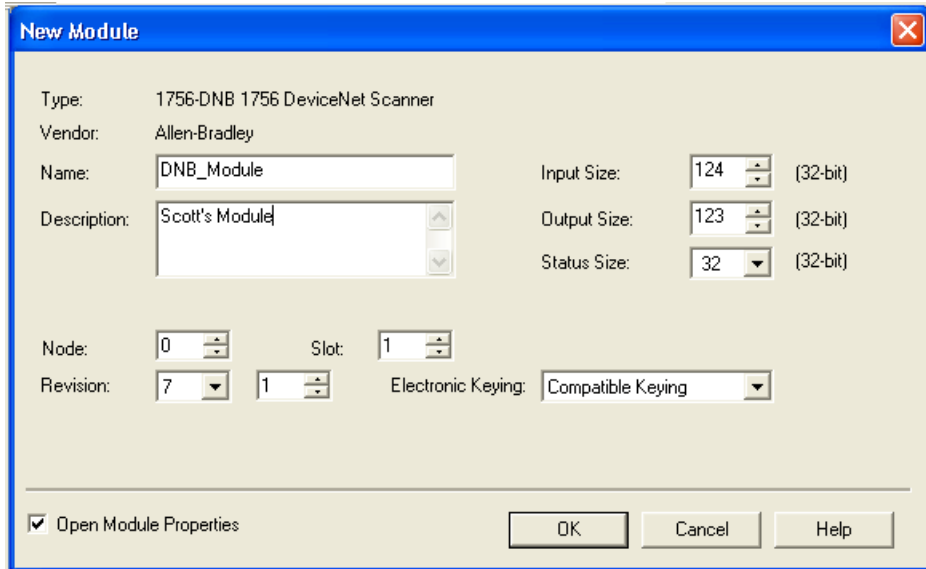 New Module
Type: 1756-DNB 1756 DeviceNet Scanner
Vendor: Allen-Bradley
Name: DNB_Module Input Size: 124 (32-bit)
Description: Scott's Module Output Size: 123 (32-bit)
Status Size: 32 (32-bit)
Node: 0 Slot: 1
Revision: 7 1 Electronic Keying: Compatible Keying
Open Module Properties OK Cancel Help